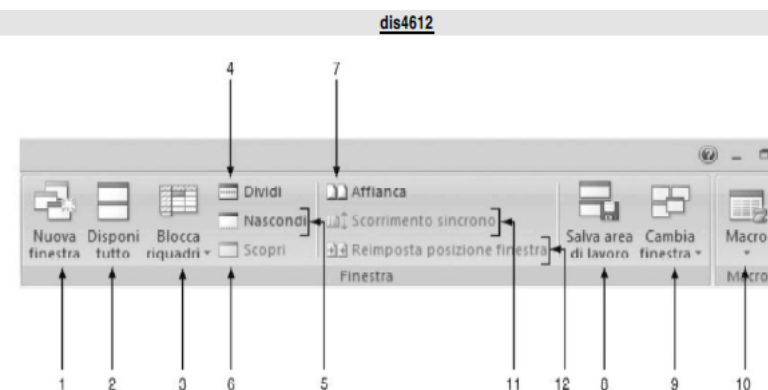 dis4612
4 7
Dividi Affianca
Nascondi Scorrimento sincrono
Nuova finestra Disponi tutto Blocca riquadri Scopri Reimposta posizione finestra Salva area di lavoro Cambia finestra Macro
Finestra Macro
1 2 3 6 5 11 12 8 9 10